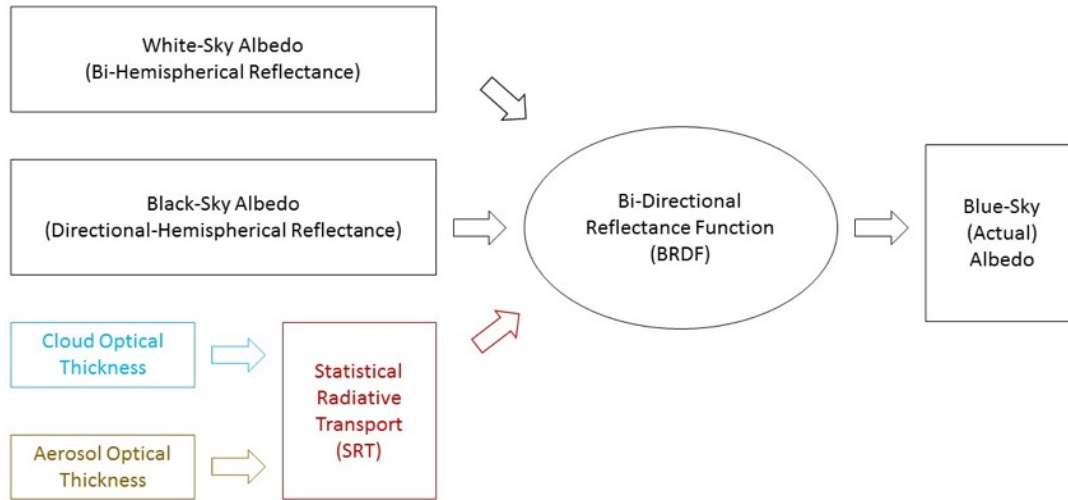 White-Sky Albedo
(Bi-Hemispherical Reflectance)
Black-Sky Albedo
(Directional-Hemispherical Reflectance)
Cloud Optical
Thickness
Aerosol Optical
Thickness
Statistical
Radiative
Transport
(SRT)
Bi-Directional
Reflectance Function
(BRDF)
Blue-Sky
(Actual)
Albedo